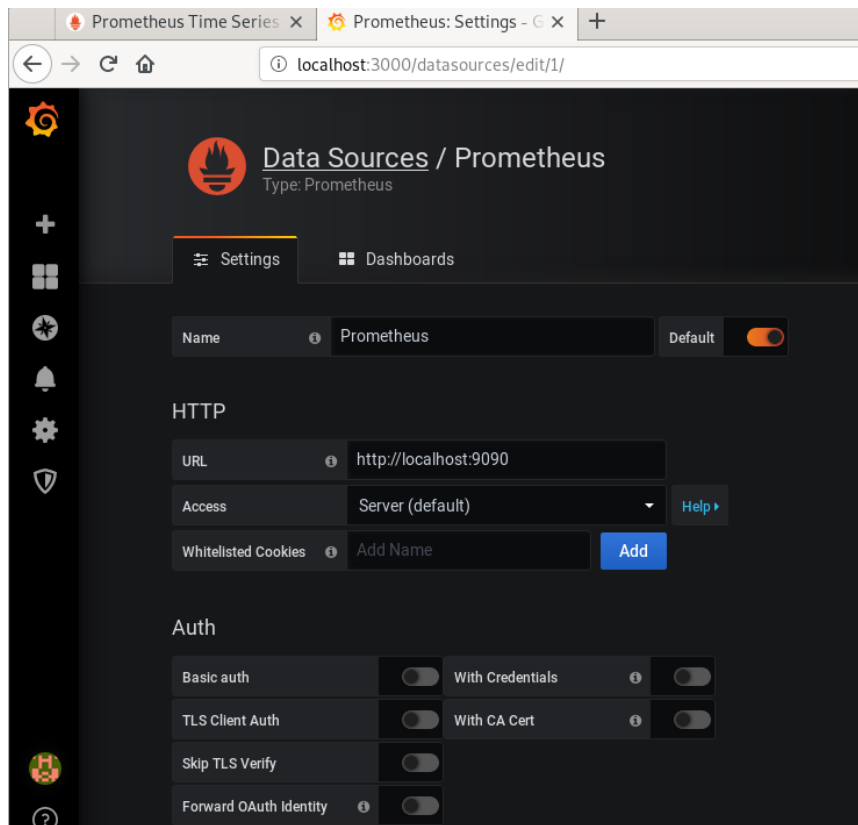 Prometheus Time Series
Prometheus: Settings - G
localhost:3000/datasources/edit/1/
Data Sources / Prometheus
Type: Prometheus
Settings
Dashboards
Name Prometheus Default
HTTP
URL http://localhost:9090
Access Server (default) Help
Whitelisted Cookies Add Name Add
Auth
Basic auth With Credentials
TLS Client Auth With CA Cert
Skip TLS Verify
Forward OAuth Identity